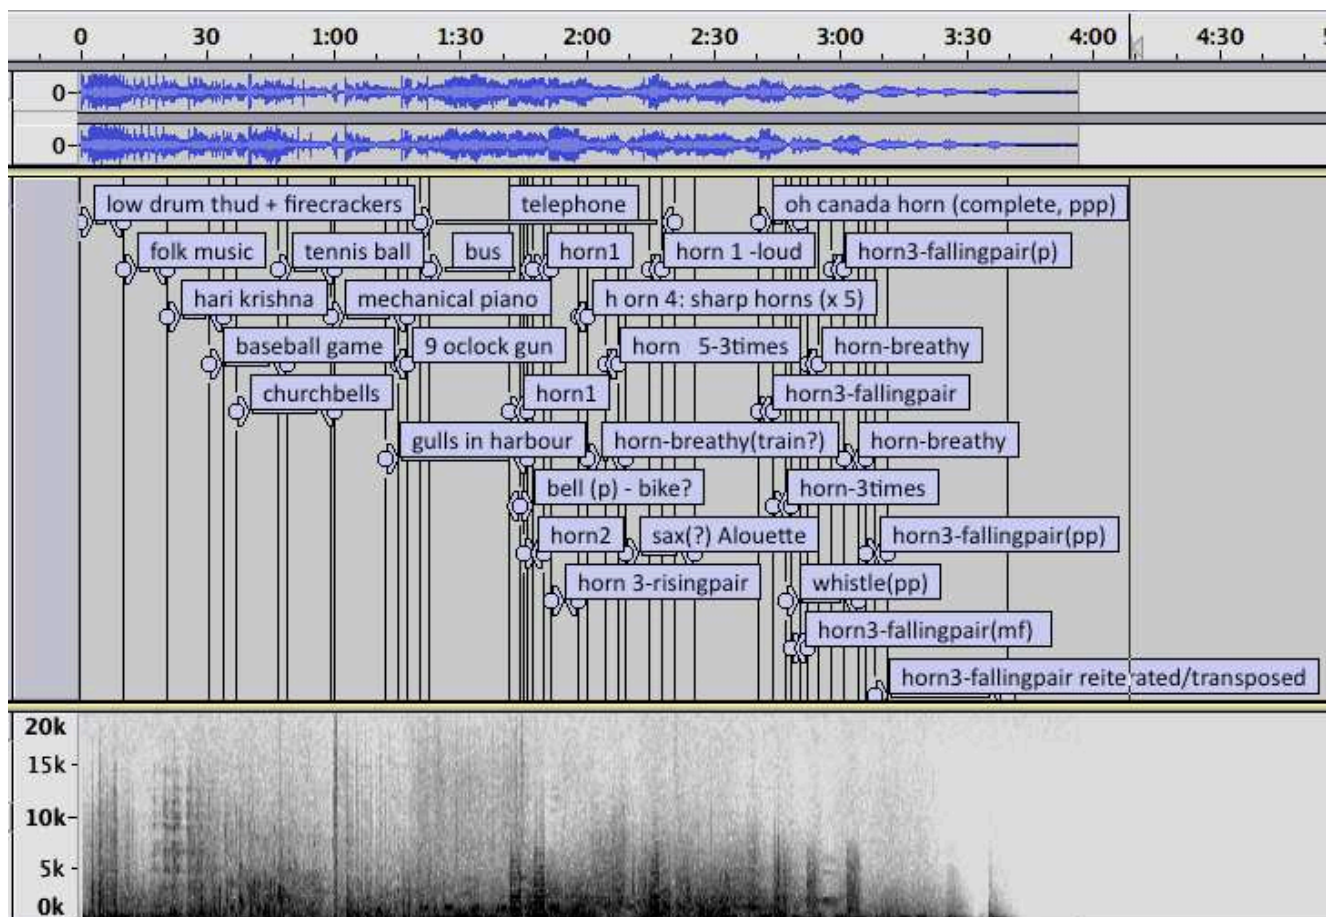 0 30 1:00 1:30 2:00 2:30 3:00 3:30 4:00 4:30
0
0
low drum thud + firecrackers telephone oh canada horn (complete, ppp)
folk music tennis ball bus horn1 horn 1 -loud horn3-fallingpair(p)
hari krishna mechanical piano h orn 4: sharp horns (x 5)
baseball game 9 oclock gun horn 5-3times horn-breathy
churchbells horn1 horn3-fallingpair
gulls in harbour horn-breathy(train?) horn-breathy
bell (p) - bike? horn-3times
horn2 sax(?) Alouette horn3-fallingpair(pp)
horn 3-risingpair whistle(pp)
horn3-fallingpair(mf)
horn3-fallingpair reiterated/transposed
20k
15k
10k
5k
0k